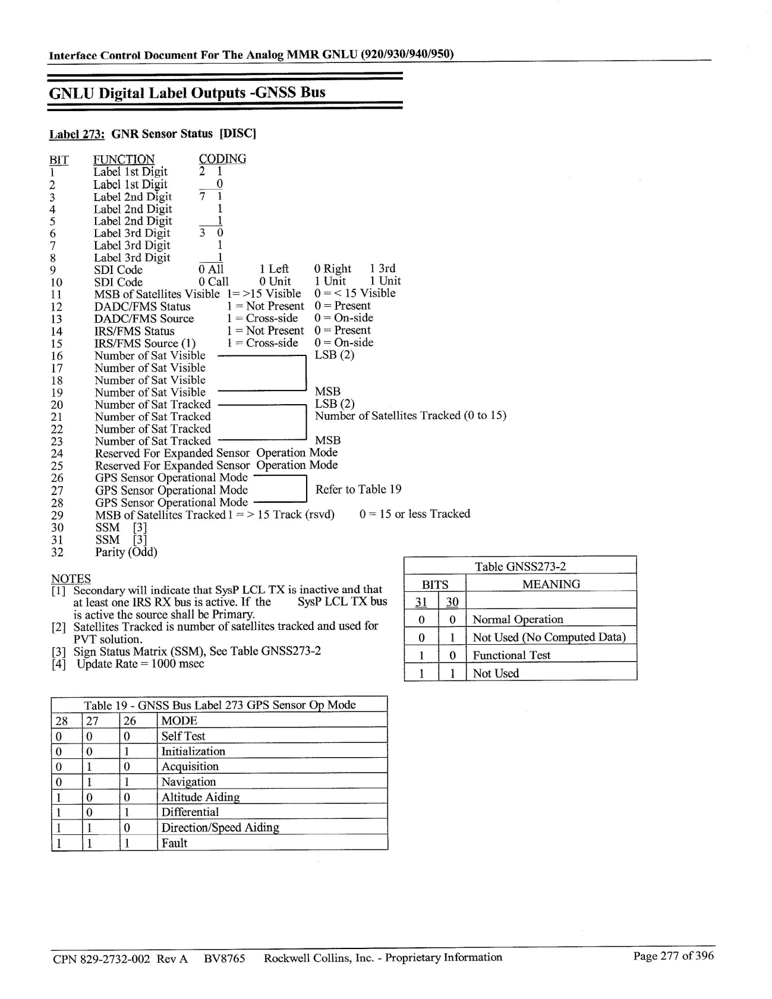 Interface Control Document For The Analog MMR GNLU (920/930/940/950)
GNLU Digital Label Outputs -GNSS Bus
Label 273: GNR Sensor Status [DISC]
BIT FUNCTION CODING
1 Label 1st Digit 2 1
2 Label 1st Digit 0
3 Label 2nd Digit 7 1
4 Label 2nd Digit 1
5 Label 2nd Digit 1
6 Label 3rd Digit 3 0
7 Label 3rd Digit 1
8 Label 3rd Digit 1
9 SDI Code 0 All 1 Left 0 Right 1 3rd
10 SDI Code 0 Call 0 Unit 1 Unit 1 Unit
11 MSB of Satellites Visible 1= >15 Visible 0 = < 15 Visible
12 DADC/FMS Status 1 = Not Present 0 = Present
13 DADC/FMS Source 1 = Cross-side 0 = On-side
14 IRS/FMS Status 1 = Not Present 0 = Present
15 IRS/FMS Source (1) 1 = Cross-side 0 = On-side
16 Number of Sat Visible LSB (2)
17 Number of Sat Visible
18 Number of Sat Visible
19 Number of Sat Visible MSB
20 Number of Sat Tracked LSB (2)
21 Number of Sat Tracked Number of Satellites Tracked (0 to 15)
22 Number of Sat Tracked
23 Number of Sat Tracked MSB
24 Reserved For Expanded Sensor Operation Mode
25 Reserved For Expanded Sensor Operation Mode
26 GPS Sensor Operational Mode
27 GPS Sensor Operational Mode Refer to Table 19
28 GPS Sensor Operational Mode
29 MSB of Satellites Tracked 1 = > 15 Track (rsvd) 0 = 15 or less Tracked
30 SSM [3]
31 SSM [3]
32 Parity (Odd)
NOTES
[1] Secondary will indicate that SysP LCL TX is inactive and that
at least one IRS RX bus is active. If the SysP LCL TX bus
is active the source shall be Primary.
[2] Satellites Tracked is number of satellites tracked and used for
PVT solution.
[3] Sign Status Matrix (SSM), See Table GNSS273-2
[4] Update Rate = 1000 msec
Table GNSS273-2
BITS MEANING
31 30
0 0 Normal Operation
0 1 Not Used (No Computed Data)
1 0 Functional Test
1 1 Not Used
Table 19 - GNSS Bus Label 273 GPS Sensor Op Mode
28 27 26 MODE
0 0 0 Self Test
0 0 1 Initialization
0 1 0 Acquisition
0 1 1 Navigation
1 0 0 Altitude Aiding
1 0 1 Differential
1 1 0 Direction/Speed Aiding
1 1 1 Fault
CPN 829-2732-002 Rev A BV8765 Rockwell Collins, Inc. - Proprietary Information Page 277 of 396